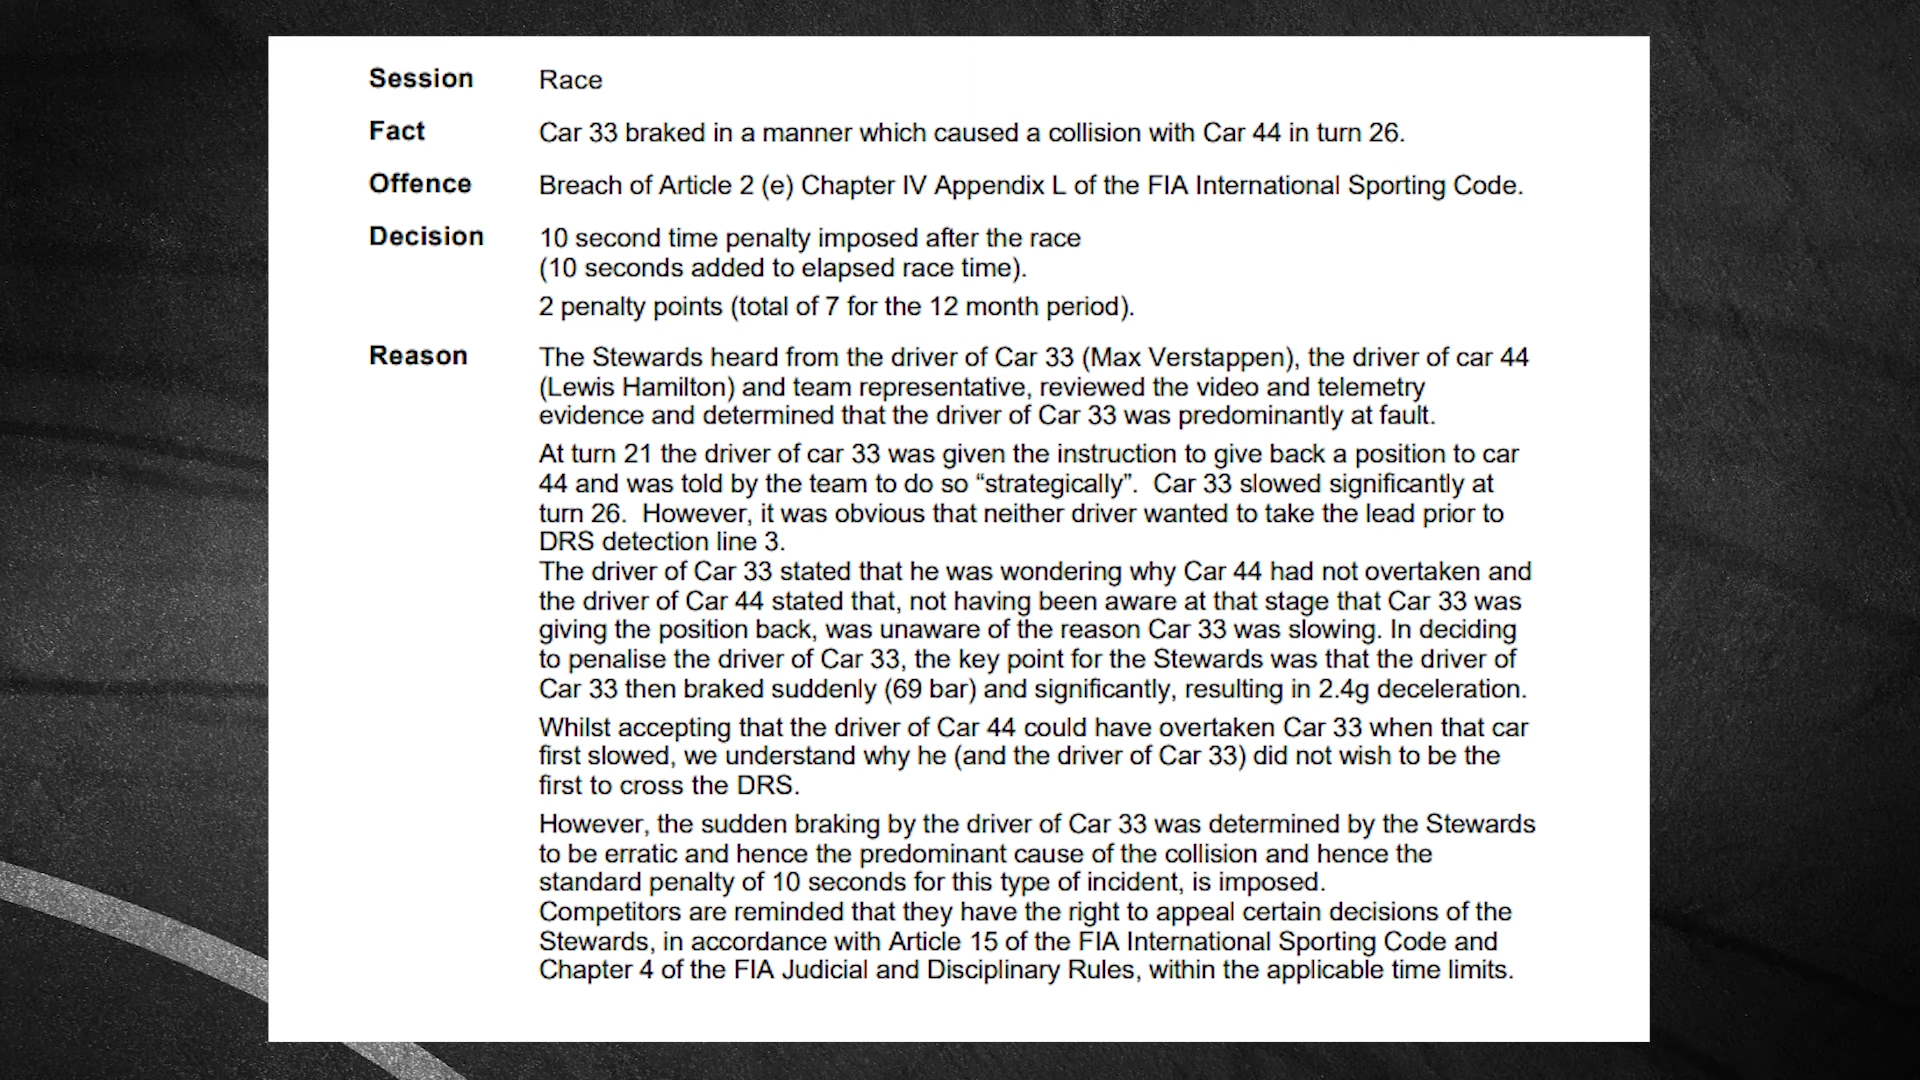 Session Race
Fact Car 33 braked in a manner which caused a collision with Car 44 in turn 26.
Offence Breach of Article 2 (e) Chapter IV Appendix L of the FIA International Sporting Code.
Decision 10 second time penalty imposed after the race
(10 seconds added to elapsed race time).
2 penalty points (total of 7 for the 12 month period).
Reason The Stewards heard from the driver of Car 33 (Max Verstappen), the driver of car 44
(Lewis Hamilton) and team representative, reviewed the video and telemetry
evidence and determined that the driver of Car 33 was predominantly at fault.
At turn 21 the driver of car 33 was given the instruction to give back a position to car
44 and was told by the team to do so “strategically”. Car 33 slowed significantly at
turn 26. However, it was obvious that neither driver wanted to take the lead prior to
DRS detection line 3.
The driver of Car 33 stated that he was wondering why Car 44 had not overtaken and
the driver of Car 44 stated that, not having been aware at that stage that Car 33 was
giving the position back, was unaware of the reason Car 33 was slowing. In deciding
to penalise the driver of Car 33, the key point for the Stewards was that the driver of
Car 33 then braked suddenly (69 bar) and significantly, resulting in 2.4g deceleration.
Whilst accepting that the driver of Car 44 could have overtaken Car 33 when that car
first slowed, we understand why he (and the driver of Car 33) did not wish to be the
first to cross the DRS.
However, the sudden braking by the driver of Car 33 was determined by the Stewards
to be erratic and hence the predominant cause of the collision and hence the
standard penalty of 10 seconds for this type of incident, is imposed.
Competitors are reminded that they have the right to appeal certain decisions of the
Stewards, in accordance with Article 15 of the FIA International Sporting Code and
Chapter 4 of the FIA Judicial and Disciplinary Rules, within the applicable time limits.